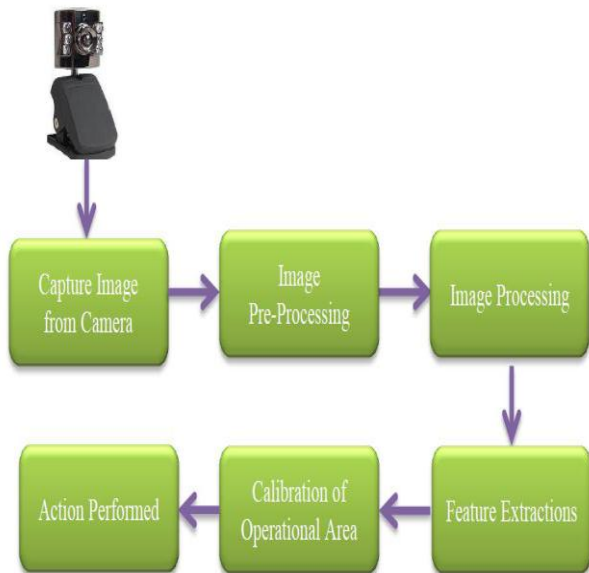 Capture Image
from Camera
Image
Pre-Processing
Image Processing
Feature Extractions
Calibration of
Operational Area
Action Performed